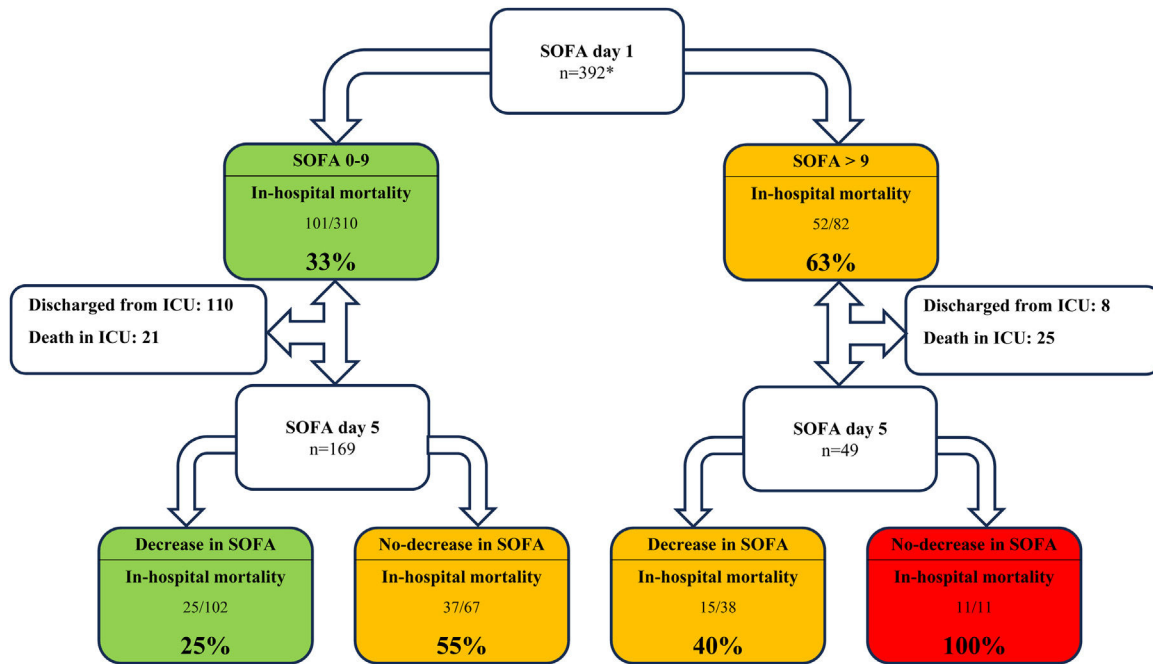 SOFA day 1
n=392*
SOFA 0-9
In-hospital mortality
101/310
33%
SOFA > 9
In-hospital mortality
52/82
63%
Discharged from ICU: 110
Death in ICU: 21
Discharged from ICU: 8
Death in ICU: 25
SOFA day 5
n=169
SOFA day 5
n=49
Decrease in SOFA
In-hospital mortality
25/102
25%
No-decrease in SOFA
In-hospital mortality
37/67
55%
Decrease in SOFA
In-hospital mortality
15/38
40%
No-decrease in SOFA
In-hospital mortality
11/11
100%